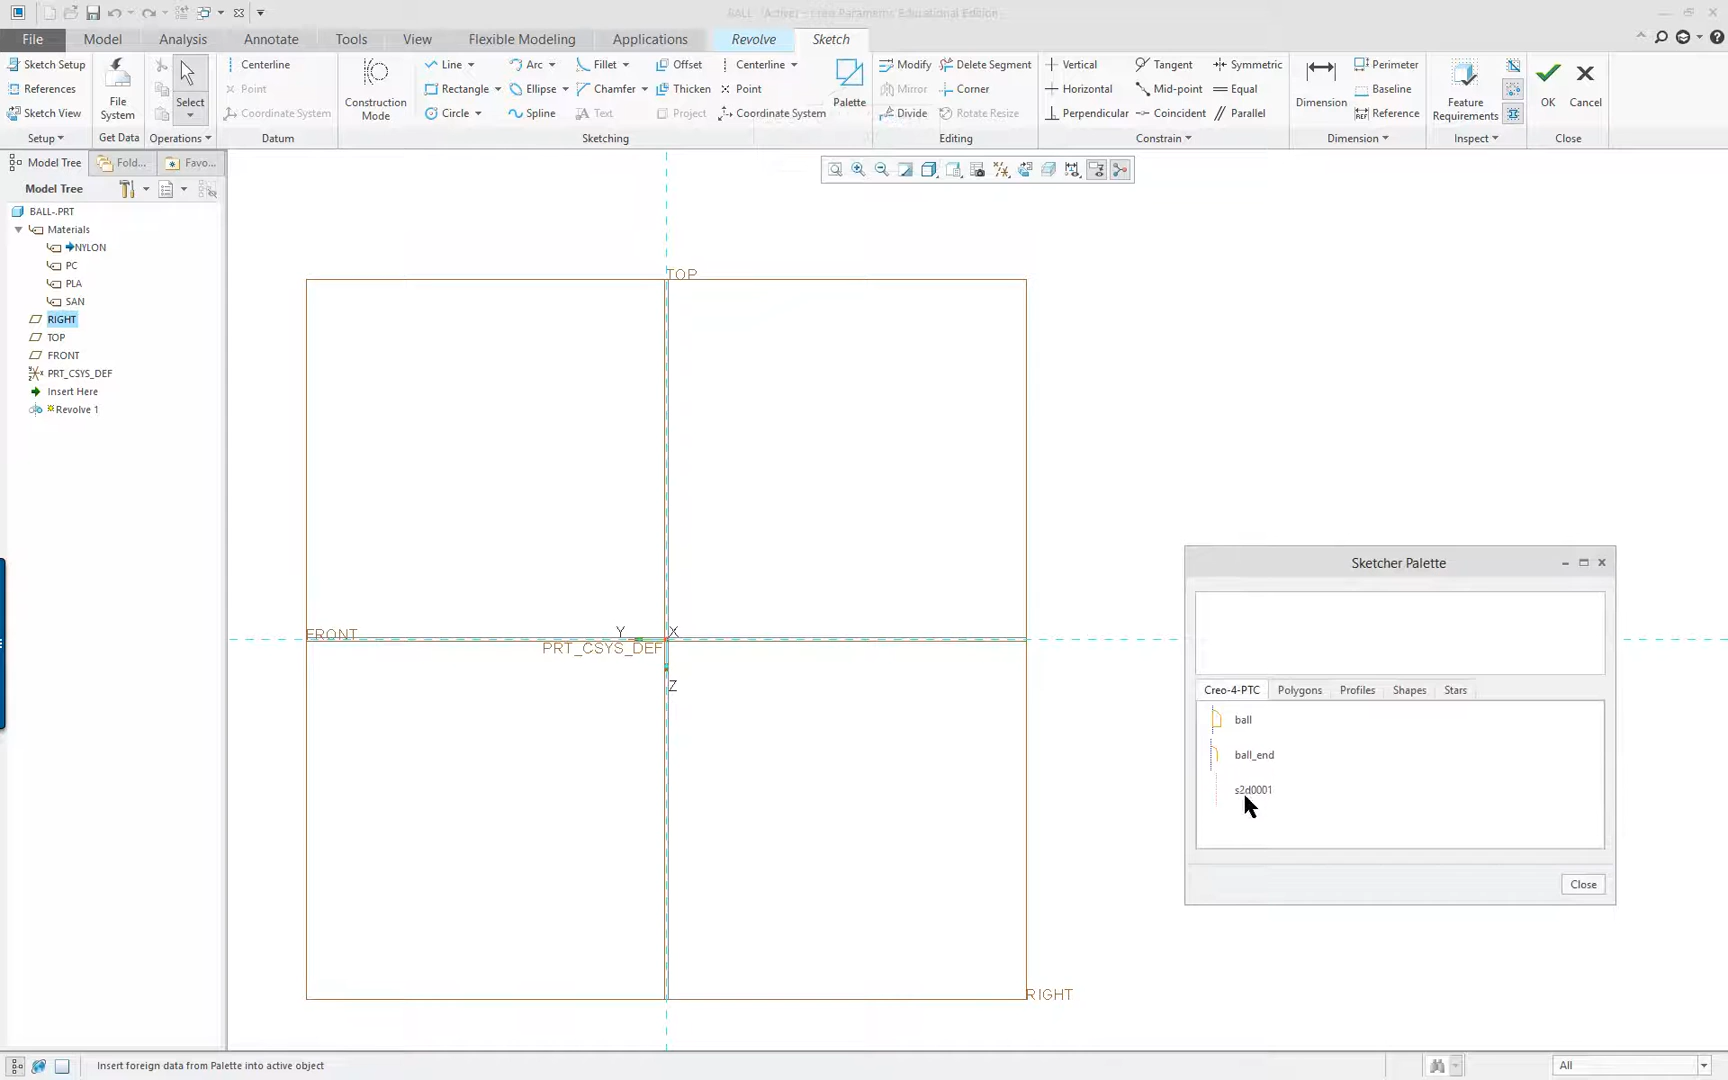 BALL (Active) - Creo Parametric Educational Edition
File Model Analysis Annotate Tools View Flexible Modeling Applications Revolve Sketch
Sketch Setup
References
Sketch View
Setup
File System
Get Data
Select
Operations
Centerline
Point
Coordinate System
Datum
Construction Mode
Line Arc Fillet Offset Centerline
Rectangle Ellipse Chamfer Thicken Point
Circle Spline Text Project Coordinate System
Palette
Sketching
Modify Delete Segment
Mirror Corner
Divide Rotate Resize
Editing
Vertical Tangent Symmetric
Horizontal Mid-point Equal
Perpendicular Coincident Parallel
Constrain
Dimension
Perimeter
Baseline
Reference
Dimension
Feature Requirements
Inspect
OK
Cancel
Close
Model Tree Fold... Favo...
Model Tree
BALL-.PRT
Materials
NYLON
PC
PLA
SAN
RIGHT
TOP
FRONT
PRT_CSYS_DEF
Insert Here
Revolve 1
TOP
FRONT
Y
X
PRT_CSYS_DEF
Z
RIGHT
Sketcher Palette
Creo-4-PTC Polygons Profiles Shapes Stars
ball
ball_end
s2d0001
Close
Insert foreign data from Palette into active object
All